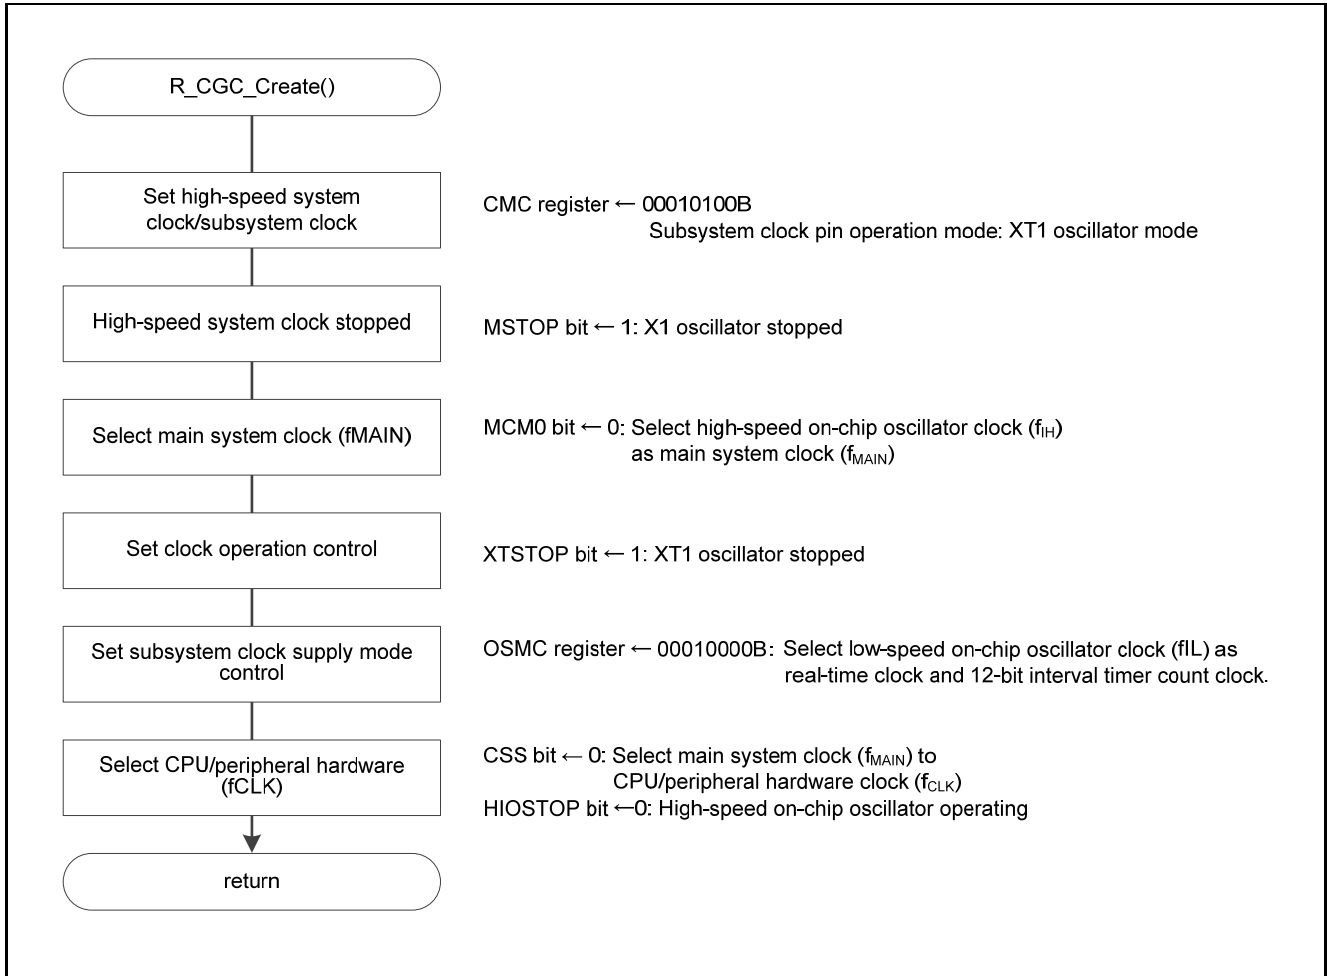 R_CGC_Create()
Set high-speed system
clock/subsystem clock
CMC register ← 00010100B
Subsystem clock pin operation mode: XT1 oscillator mode
High-speed system clock stopped
MSTOP bit ← 1: X1 oscillator stopped
Select main system clock (fMAIN)
MCM0 bit ← 0: Select high-speed on-chip oscillator clock (fIH)
as main system clock (fMAIN)
Set clock operation control
XTSTOP bit ← 1: XT1 oscillator stopped
Set subsystem clock supply mode
control
OSMC register ← 00010000B: Select low-speed on-chip oscillator clock (fIL) as
real-time clock and 12-bit interval timer count clock.
Select CPU/peripheral hardware
(fCLK)
CSS bit ← 0: Select main system clock (fMAIN) to
CPU/peripheral hardware clock (fCLK)
HIOSTOP bit ←0: High-speed on-chip oscillator operating
return